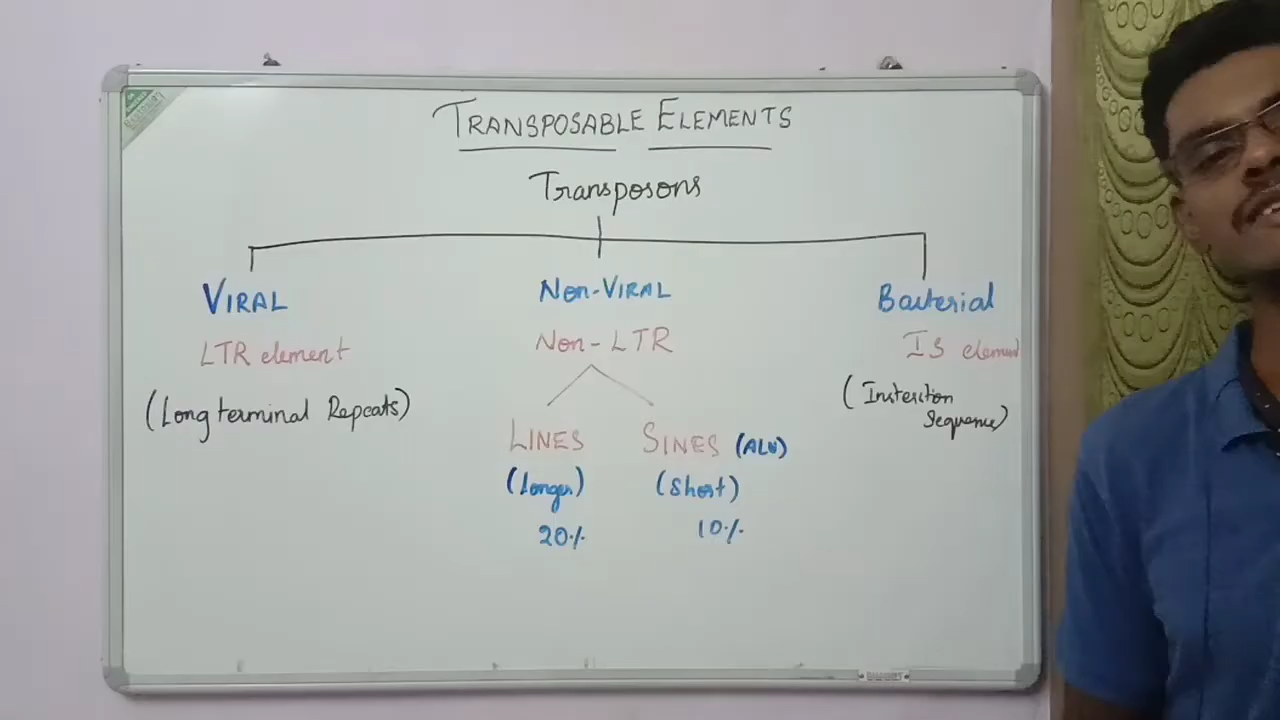 TRANSPOSABLE ELEMENTS
Transposons
VIRAL
LTR element
(Long terminal Repeats)
Non-VIRAL
Non-LTR
LINES
(Longer)
20%
SINES (ALU)
(Short)
10%
Bacterial
IS element
(Insertion
Sequence)